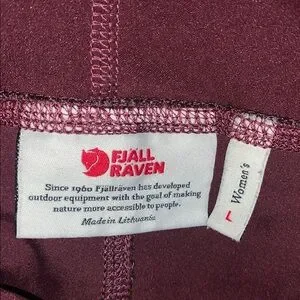 FJÄLL
RAVEN
Since 1960 Fjällräven has developed
outdoor equipment with the goal of making
nature more accessible to people.
Made in Lithuania
Women's
L